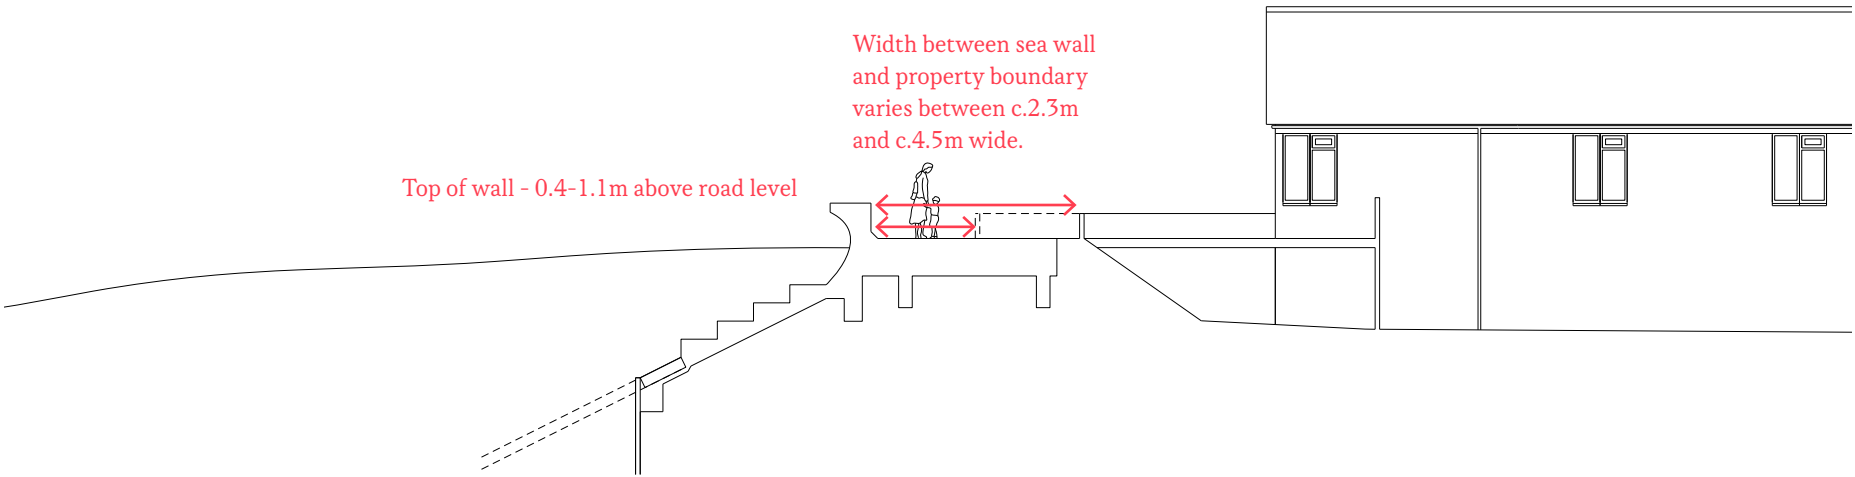 Width between sea wall
and property boundary
varies between c.2.3m
and c.4.5m wide.
Top of wall - 0.4-1.1m above road level